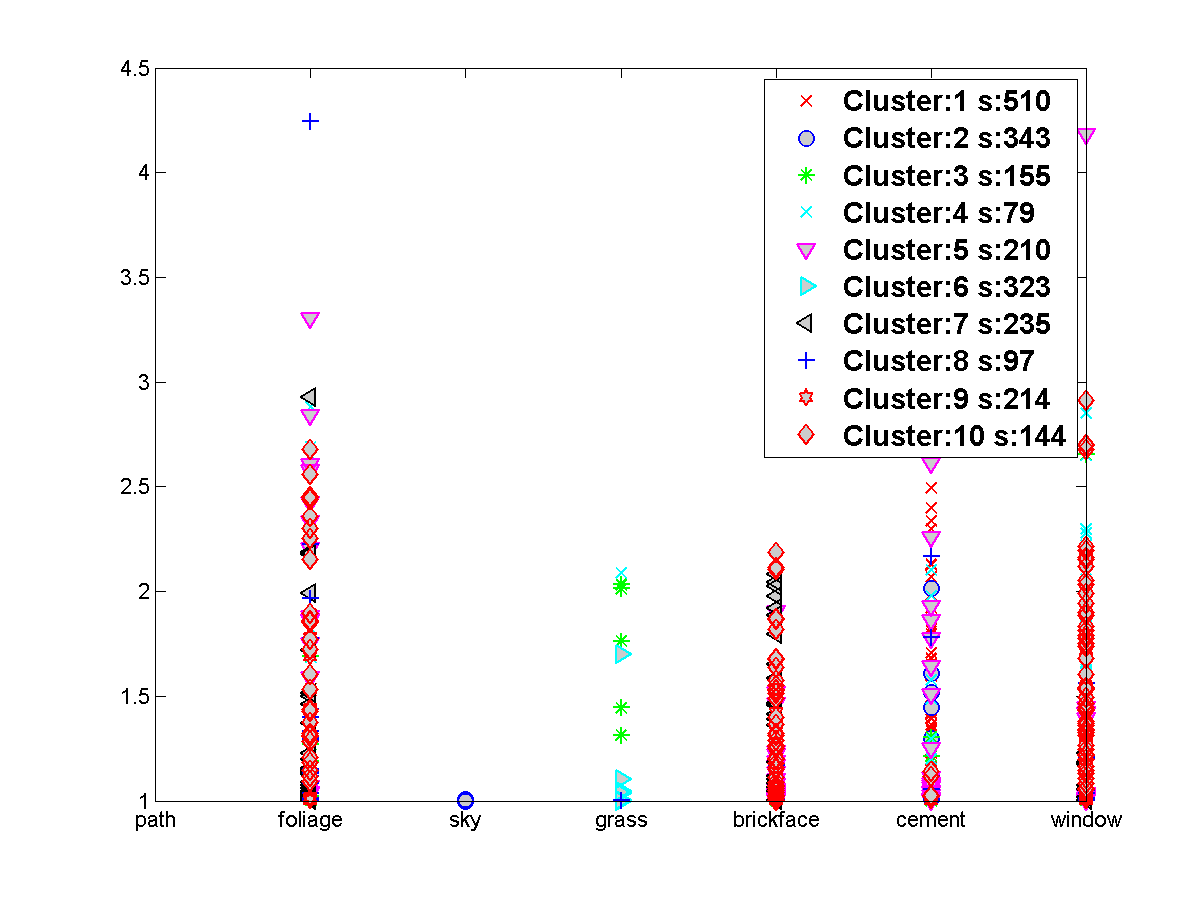 4.5
4
3.5
3
2.5
2
1.5
1
path foliage sky grass brickface cement window
Cluster:1 s:510
Cluster:2 s:343
Cluster:3 s:155
Cluster:4 s:79
Cluster:5 s:210
Cluster:6 s:323
Cluster:7 s:235
Cluster:8 s:97
Cluster:9 s:214
Cluster:10 s:144